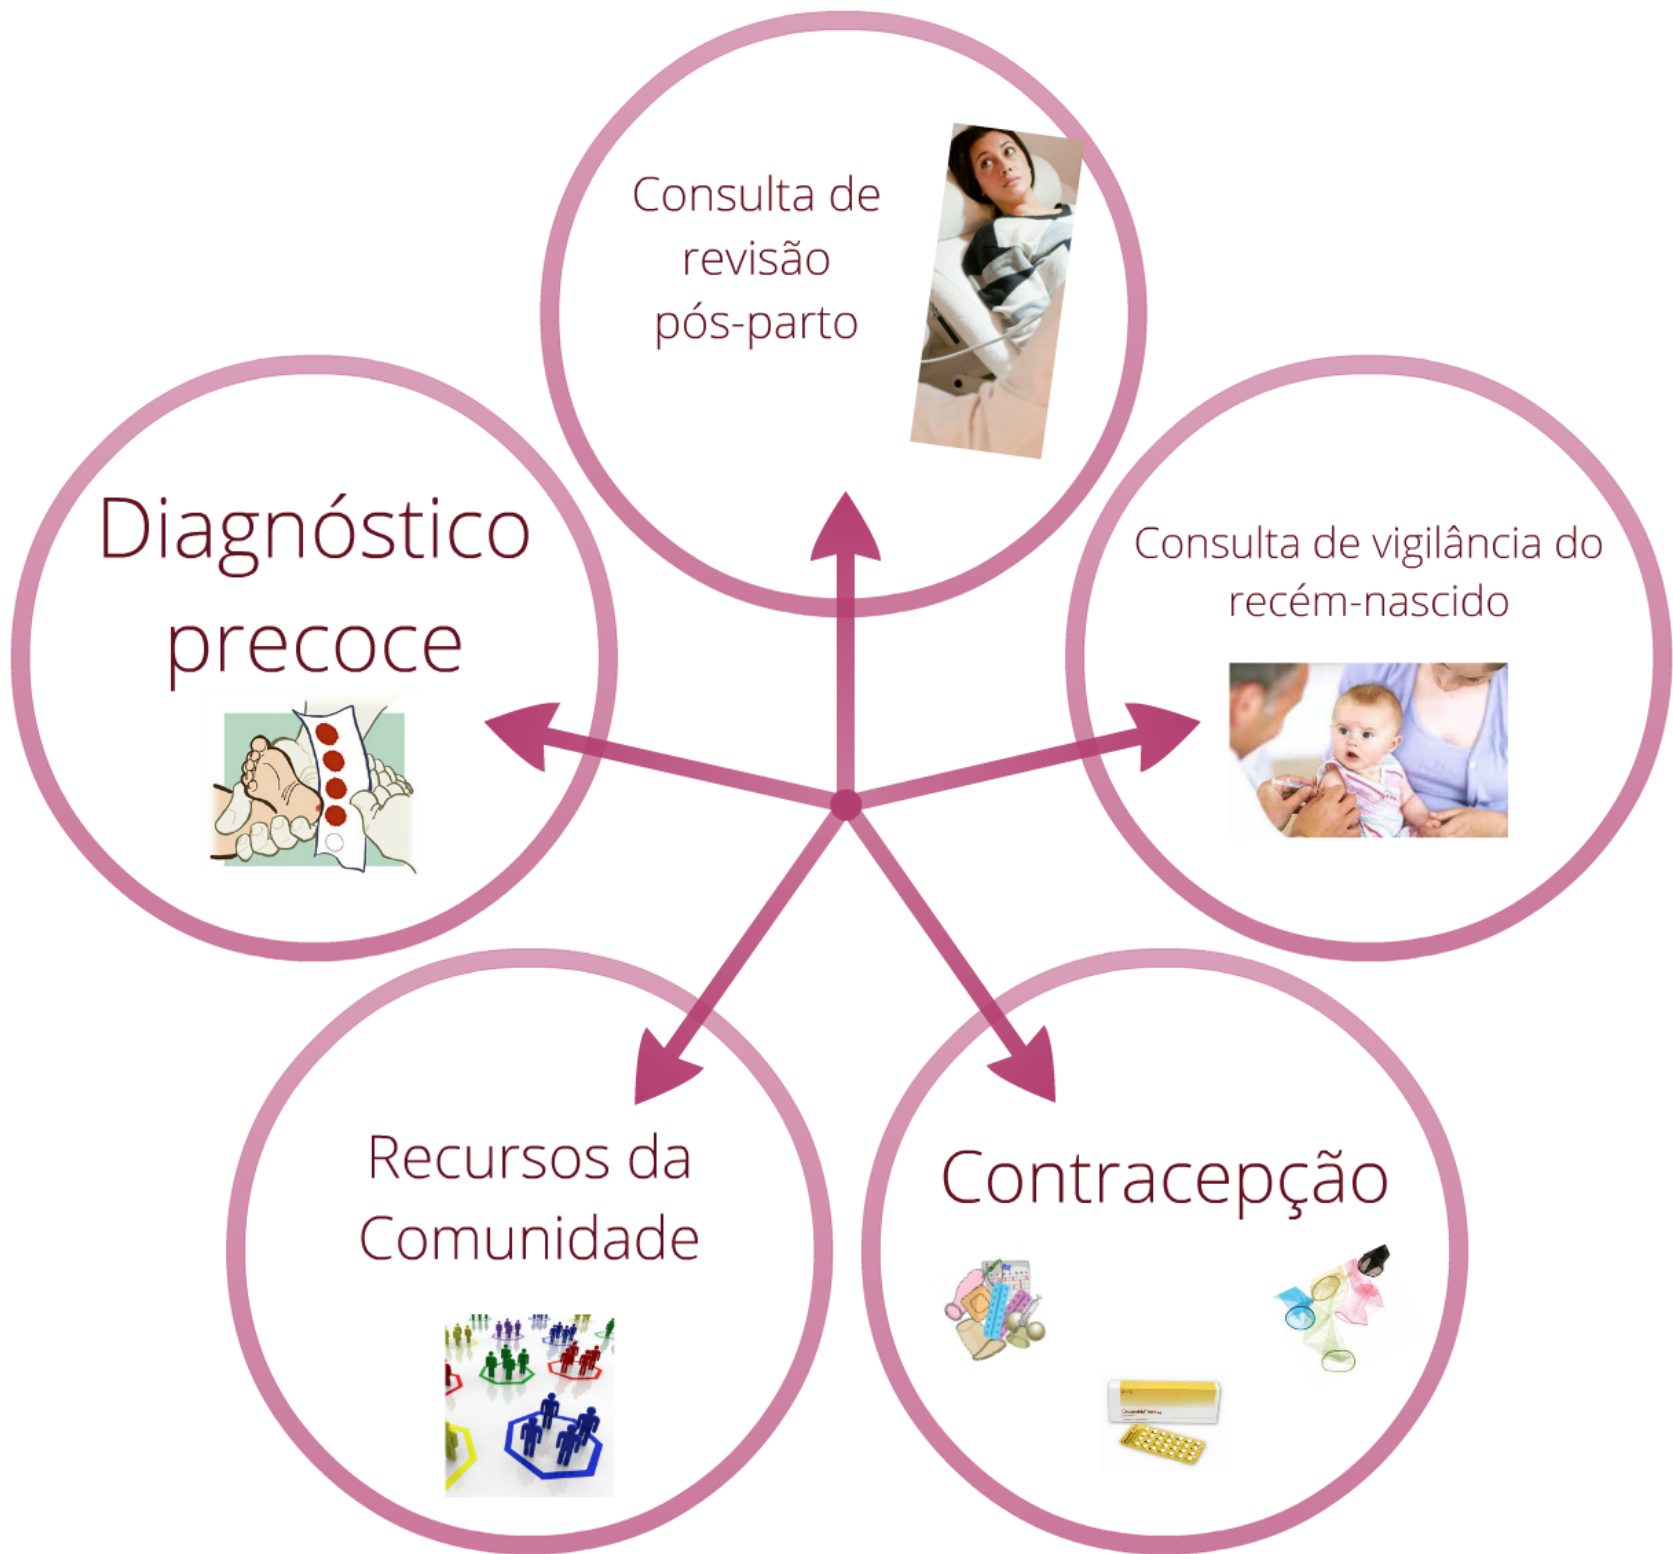 Consulta de
revisão
pós-parto
Diagnóstico
precoce
Consulta de vigilância do
recém-nascido
Recursos da
Comunidade
Contracepção